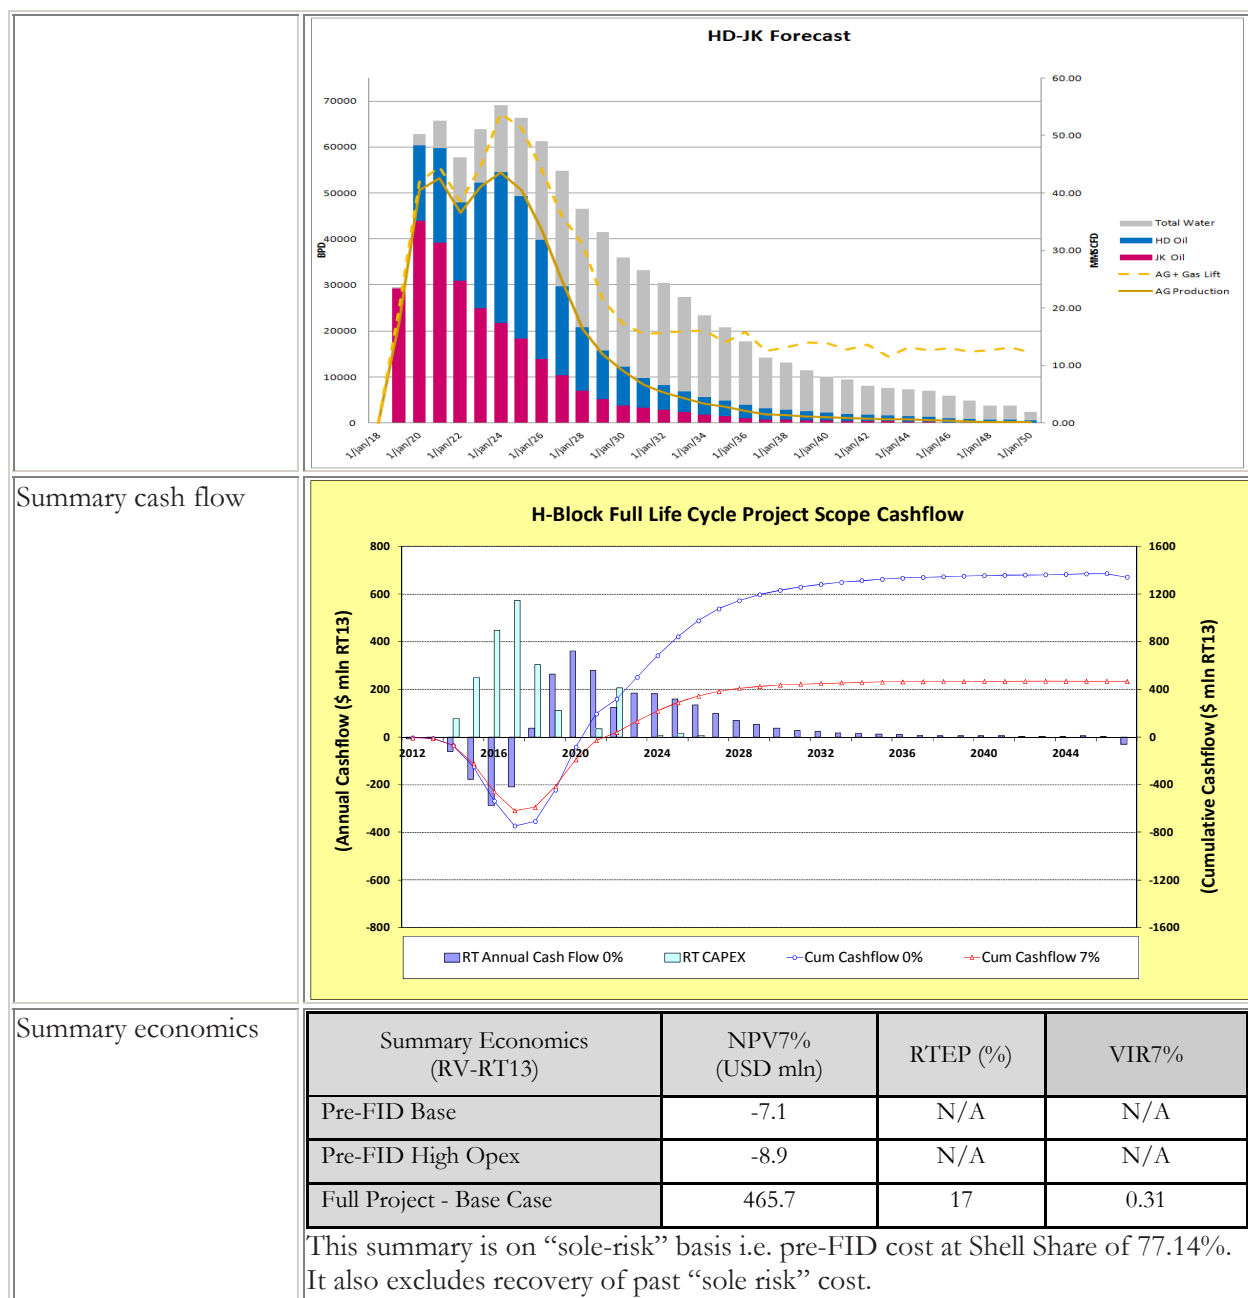 HD-JK Forecast
70000
60000
50000
40000
30000
20000
10000
0
BPD
60.00
50.00
40.00
30.00
20.00
10.00
0.00
MMSCFD
Total Water
HD Oil
JK Oil
AG + Gas Lift
AG Production
1/Jan/18
1/Jan/20
1/Jan/22
1/Jan/24
1/Jan/26
1/Jan/28
1/Jan/30
1/Jan/32
1/Jan/34
1/Jan/36
1/Jan/38
1/Jan/40
1/Jan/42
1/Jan/44
1/Jan/46
1/Jan/48
1/Jan/50
Summary cash flow
H-Block Full Life Cycle Project Scope Cashflow
800
600
400
200
0
-200
-400
-600
-800
(Annual Cashflow ($ mln RT13)
1600
1200
800
400
0
-400
-800
-1200
-1600
(Cumulative Cashflow ($ mln RT13)
2012
2016
2020
2024
2028
2032
2036
2040
2044
RT Annual Cash Flow 0%
RT CAPEX
Cum Cashflow 0%
Cum Cashflow 7%
Summary economics
Summary Economics (RV-RT13) NPV7% (USD mln) RTEP (%) VIR7%
Pre-FID Base -7.1 N/A N/A
Pre-FID High Opex -8.9 N/A N/A
Full Project - Base Case 465.7 17 0.31
This summary is on “sole-risk” basis i.e. pre-FID cost at Shell Share of 77.14%.
It also excludes recovery of past “sole risk” cost.